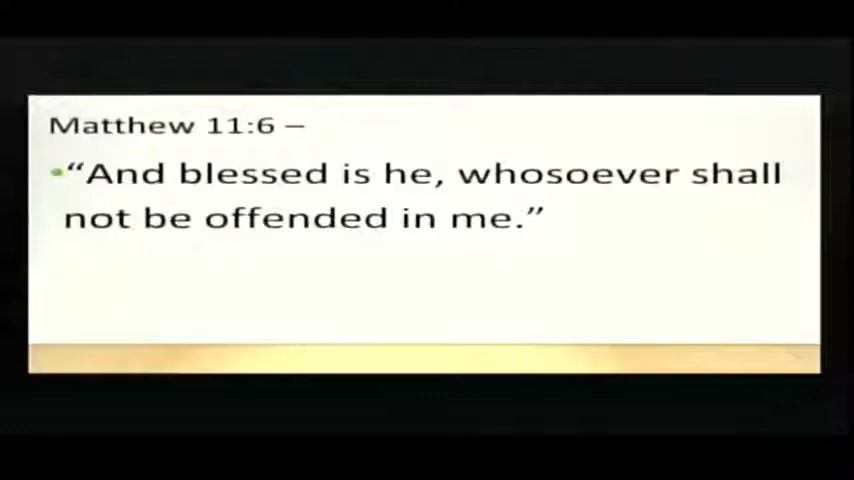 Matthew 11:6 –
•“And blessed is he, whosoever shall
not be offended in me.”